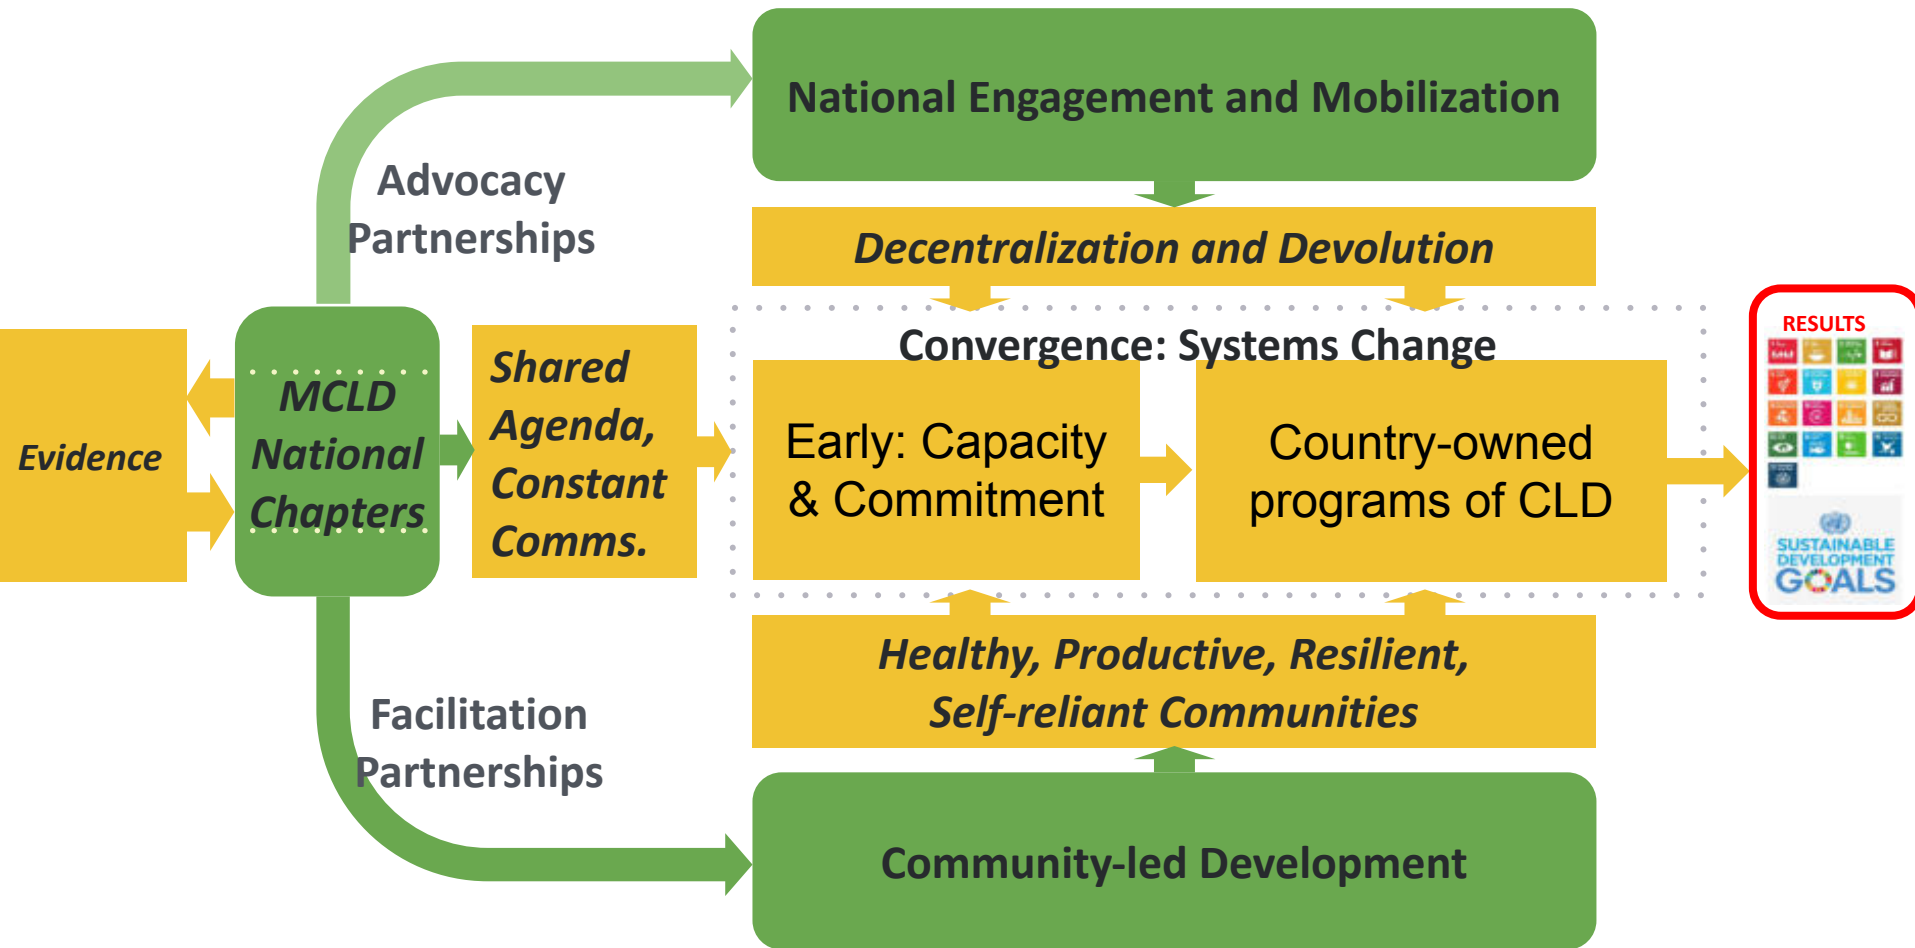 National Engagement and Mobilization
Advocacy
Partnerships
Decentralization and Devolution
Evidence
MCLD
National
Chapters
Shared
Agenda,
Constant
Comms.
Convergence: Systems Change
Early: Capacity
& Commitment
Country-owned
programs of CLD
RESULTS
SUSTAINABLE
DEVELOPMENT
GOALS
Healthy, Productive, Resilient,
Self-reliant Communities
Facilitation
Partnerships
Community-led Development